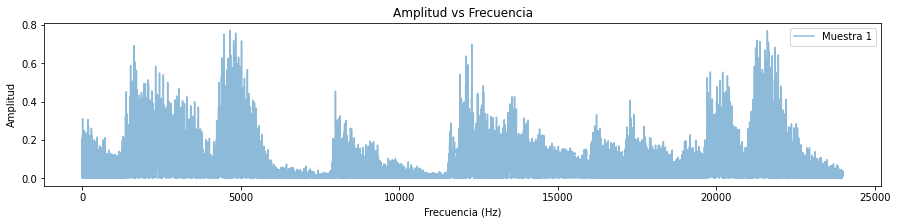 Amplitud vs Frecuencia
Muestra 1
Amplitud
0.8
0.6
0.4
0.2
0.0
0
5000
10000
15000
20000
25000
Frecuencia (Hz)